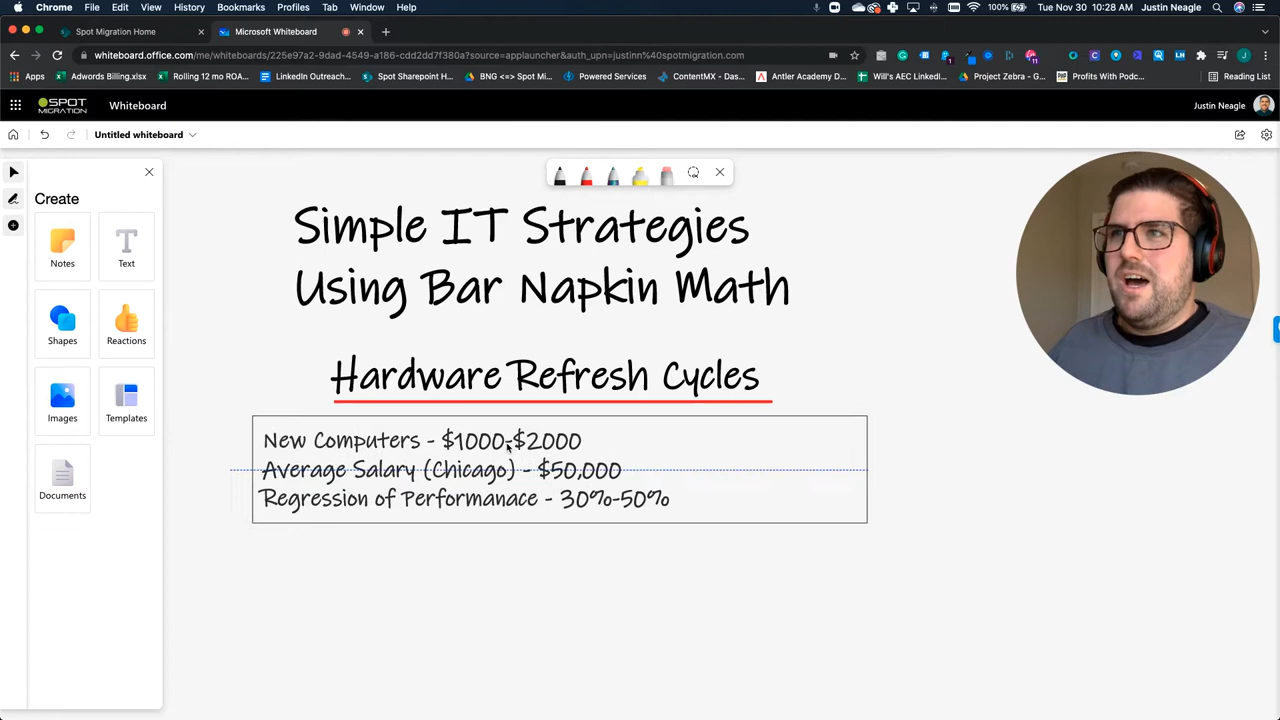 Chrome File Edit View History Bookmarks Profiles Tab Window Help 100% Tue Nov 30 10:28 AM Justin Neagle
Spot Migration Home Microsoft Whiteboard
whiteboard.office.com/me/whiteboards/225e97a2-9dad-4549-a186-cdd2dd7f380a?source=applauncher&auth_upn=justinn%40spotmigration.com
Apps Adwords Billing.xlsx Rolling 12 mo ROA... LinkedIn Outreach... Spot Sharepoint H... BNG <=> Spot Mi... Powered Services ContentMX - Das... Antler Academy D... Will's AEC LinkedI... Project Zebra - G... Profits With Podc... Reading List
SPOT MIGRATION Whiteboard Justin Neagle
Untitled whiteboard
Create
Notes Text
Shapes Reactions
Images Templates
Documents
Simple IT Strategies
Using Bar Napkin Math
Hardware Refresh Cycles
New Computers - $1000-$2000
Average Salary (Chicago) - $50,000
Regression of Performanace - 30%-50%